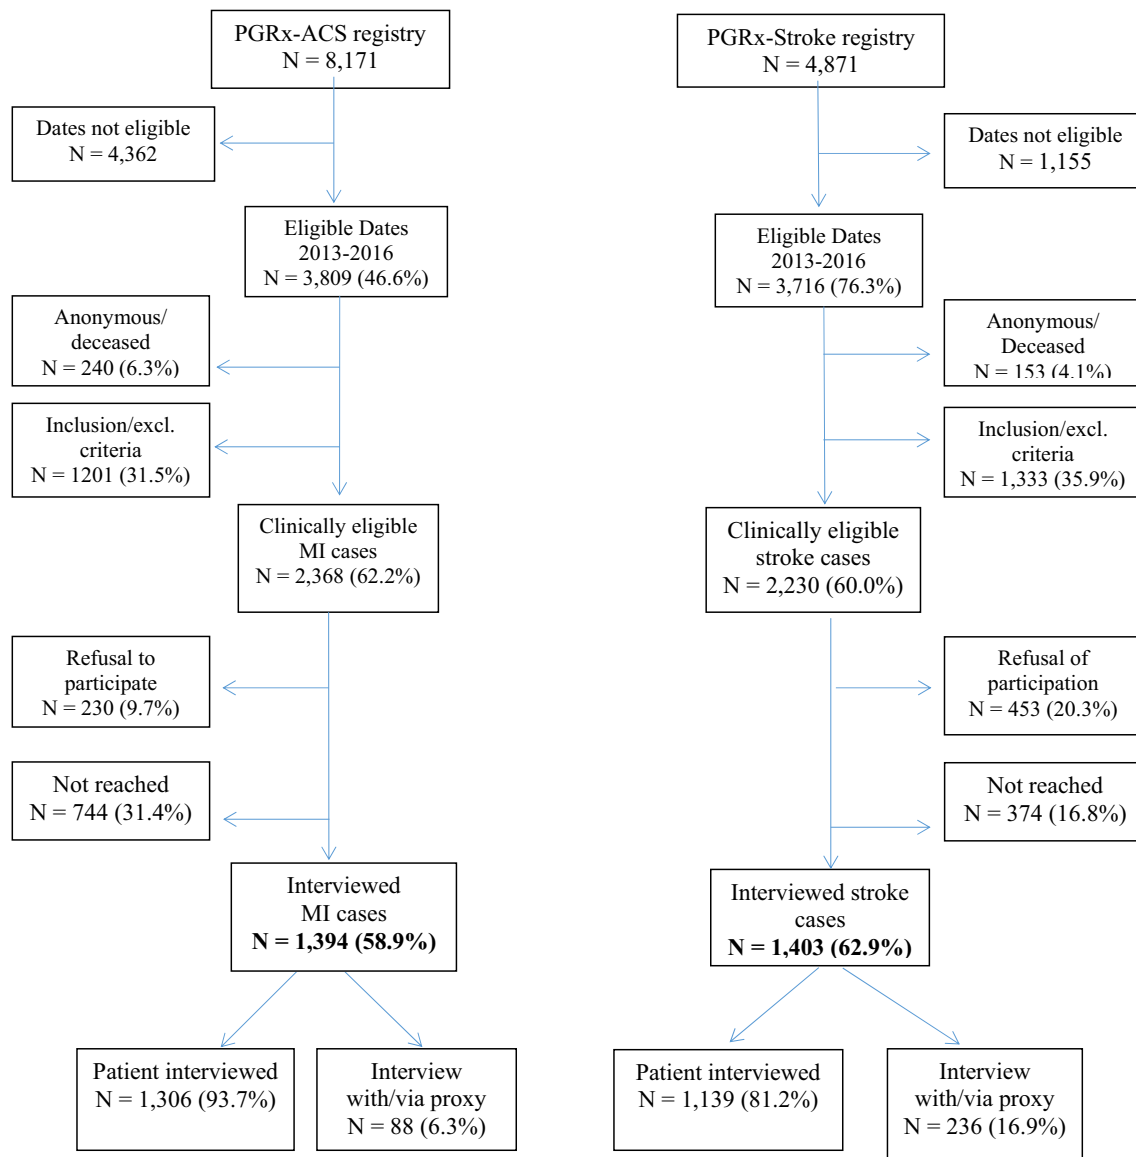 PGRx-ACS registry
N = 8,171
Dates not eligible
N = 4,362
Eligible Dates
2013-2016
N = 3,809 (46.6%)
Anonymous/
deceased
N = 240 (6.3%)
Inclusion/excl.
criteria
N = 1201 (31.5%)
Clinically eligible
MI cases
N = 2,368 (62.2%)
Refusal to
participate
N = 230 (9.7%)
Not reached
N = 744 (31.4%)
Interviewed
MI cases
N = 1,394 (58.9%)
Patient interviewed
N = 1,306 (93.7%)
Interview
with/via proxy
N = 88 (6.3%)
PGRx-Stroke registry
N = 4,871
Dates not eligible
N = 1,155
Eligible Dates
2013-2016
N = 3,716 (76.3%)
Anonymous/
Deceased
N = 153 (4.1%)
Inclusion/excl.
criteria
N = 1,333 (35.9%)
Clinically eligible
stroke cases
N = 2,230 (60.0%)
Refusal of
participation
N = 453 (20.3%)
Not reached
N = 374 (16.8%)
Interviewed stroke
cases
N = 1,403 (62.9%)
Patient interviewed
N = 1,139 (81.2%)
Interview
with/via proxy
N = 236 (16.9%)